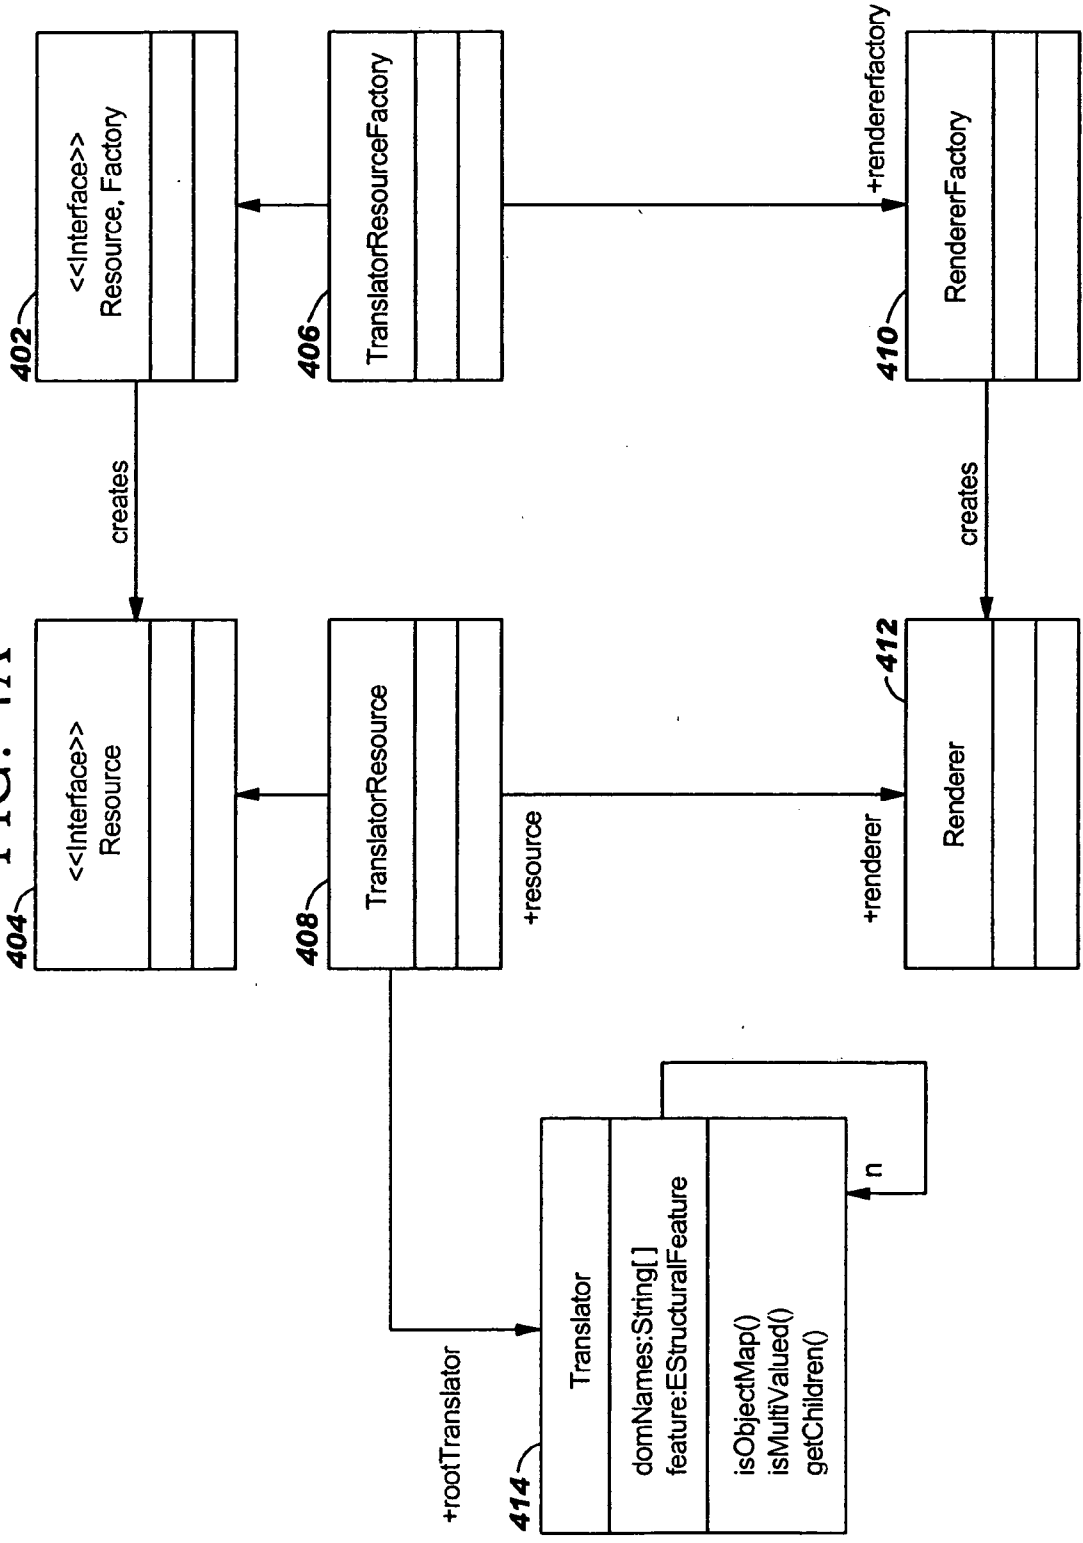 FIG. 4A
404
<<Interface>>
Resource
creates
402
<<Interface>>
Resource, Factory
408
TranslatorResource
406
TranslatorResourceFactory
+rootTranslator
414
Translator
domNames:String[ ]
feature:EStructuralFeature
isObjectMap()
isMultiValued()
getChildren()
n
+resource
+renderer
412
Renderer
creates
+rendererfactory
410
RendererFactory